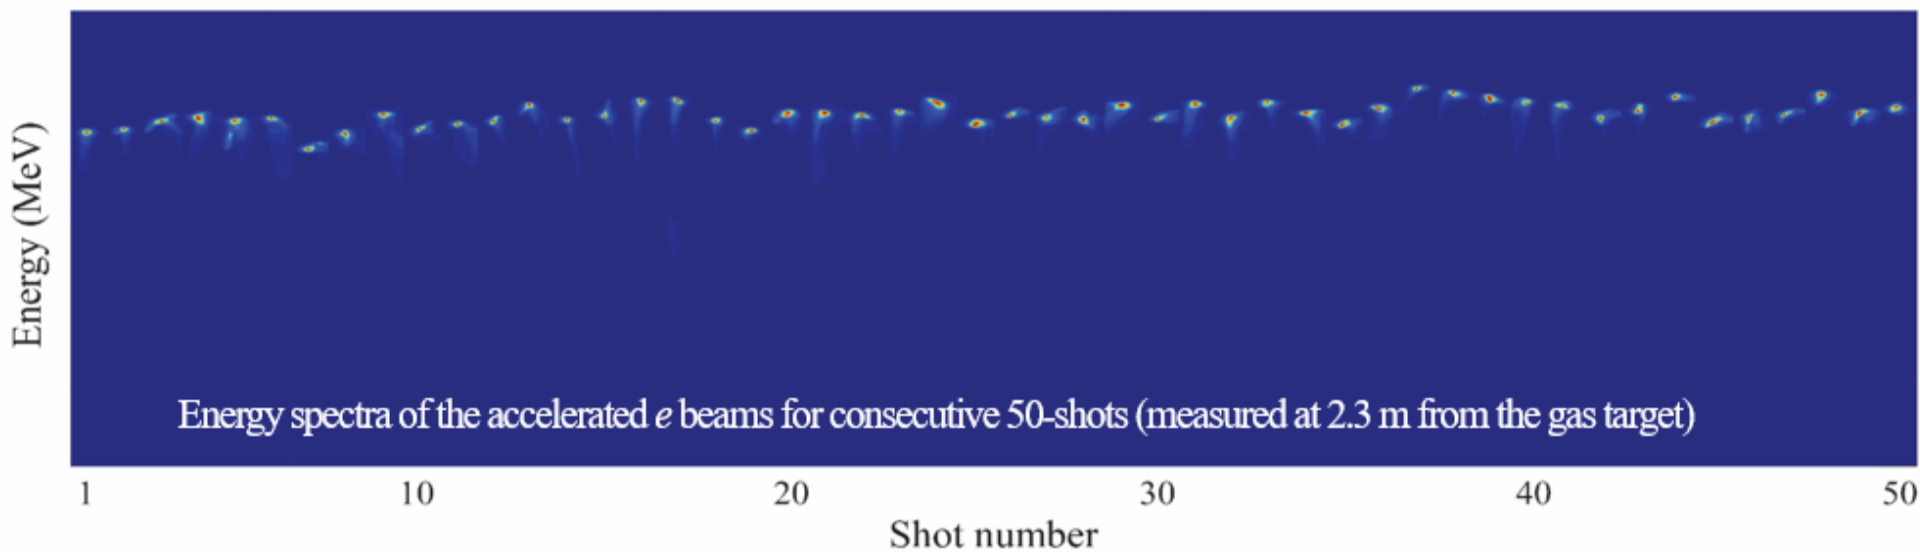 Energy (MeV)
Energy spectra of the accelerated e beams for consecutive 50-shots (measured at 2.3 m from the gas target)
1 10 20 30 40 50
Shot number